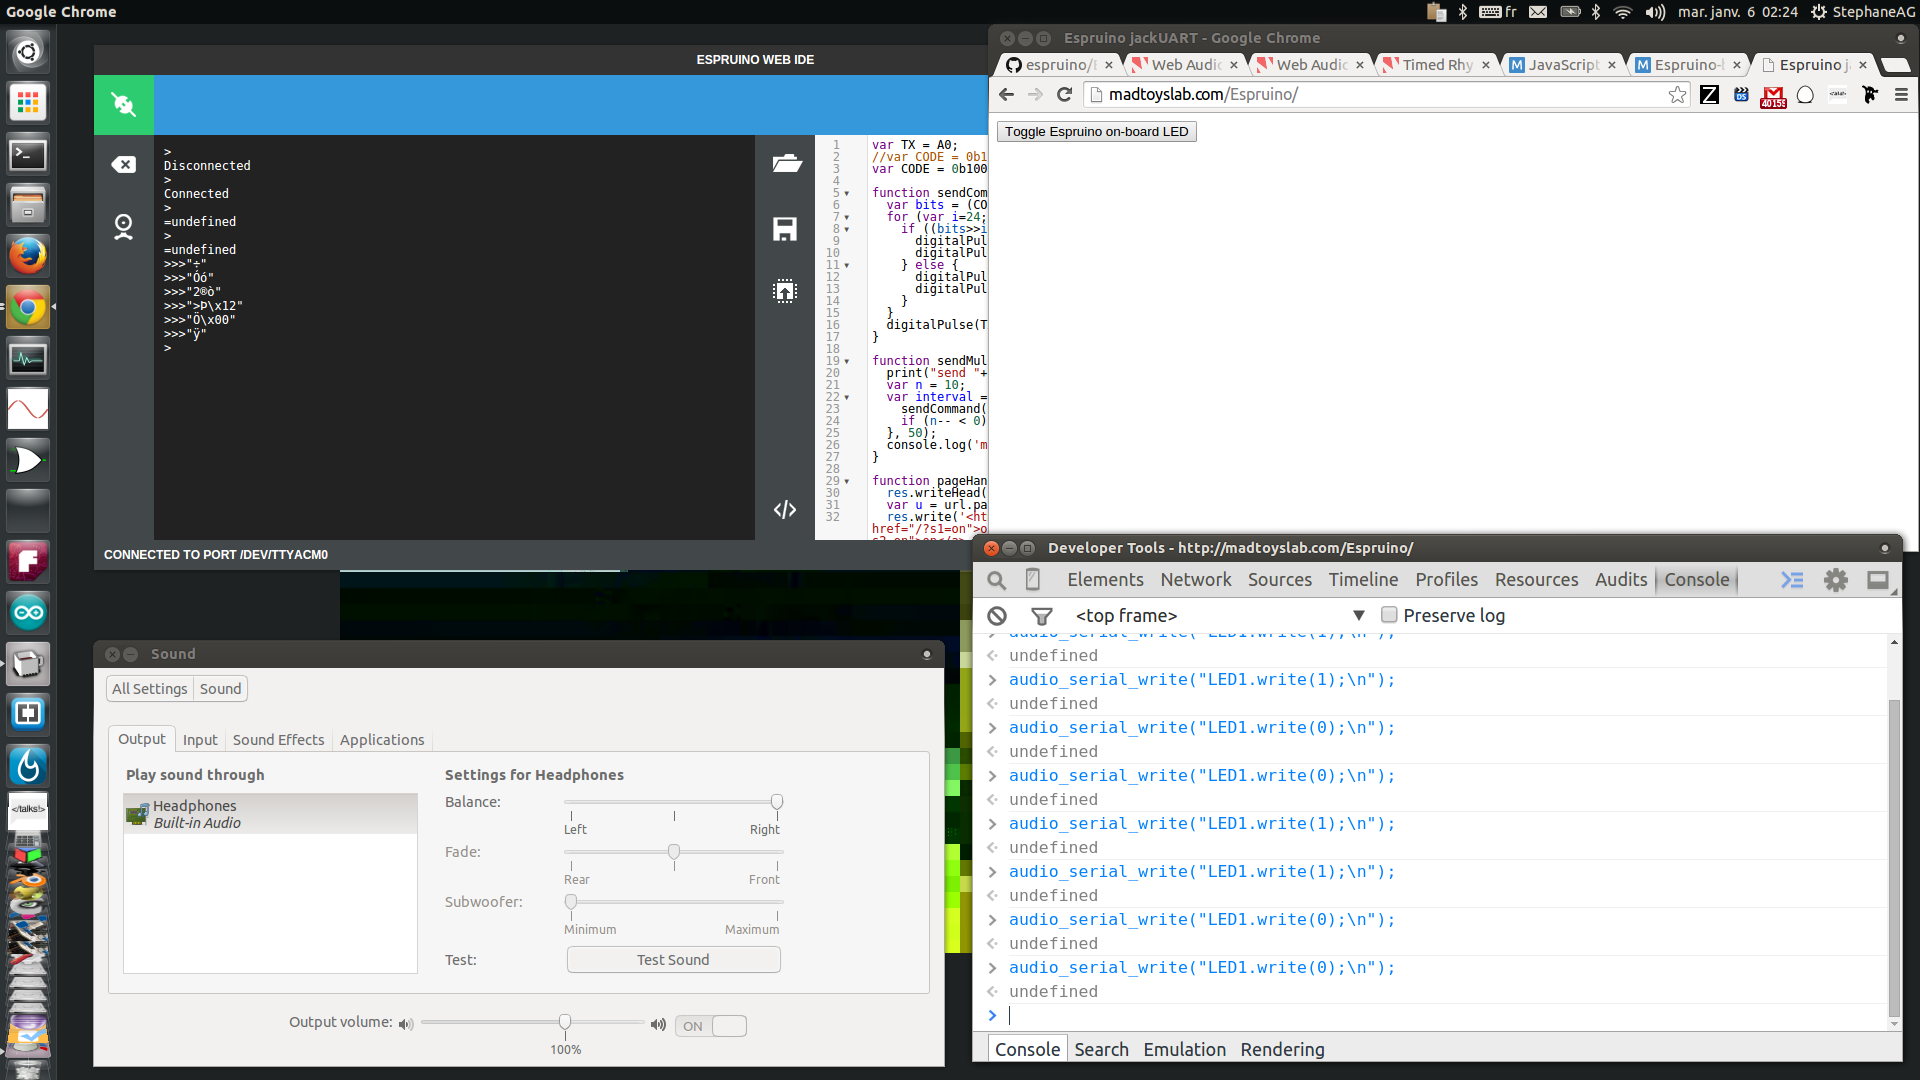 Google Chrome
fr
mar. janv. 6 02:24
StephaneAG
ESPRUINO WEB IDE
>
Disconnected
>
Connected
>
=undefined
>
=undefined
>>>"÷"
>>>"Óó"
>>>"2®ò"
>>>">Þ\x12"
>>>"Ö\x00"
>>>"ÿ"
>
1 var TX = A0;
2 //var CODE = 0b1
3 var CODE = 0b100
4
5 function sendCom
6 var bits = (CO
7 for (var i=24;
8 if ((bits>>i
9 digitalPul
10 digitalPul
11 } else {
12 digitalPul
13 digitalPul
14 }
15 }
16 digitalPulse(T
17 }
18
19 function sendMul
20 print("send "+
21 var n = 10;
22 var interval =
23 sendCommand(
24 if (n-- < 0)
25 }, 50);
26 console.log('m
27 }
28
29 function pageHan
30 res.writeHead(
31 var u = url.pa
32 res.write('<ht
href="/?s1=on">o
CONNECTED TO PORT /DEV/TTYACM0
Espruino jackUART - Google Chrome
espruino/
Web Audio
Web Audio
Timed Rhy
JavaScript
Espruino-
Espruino j
madtoyslab.com/Espruino/
Z
DS
40155
Toggle Espruino on-board LED
</talks!>
Sound
All Settings
Sound
Output
Input
Sound Effects
Applications
Play sound through
Headphones
Built-in Audio
Settings for Headphones
Balance:
Left
Right
Fade:
Rear
Front
Subwoofer:
Minimum
Maximum
Test:
Test Sound
Output volume:
100%
ON
Developer Tools - http://madtoyslab.com/Espruino/
Elements
Network
Sources
Timeline
Profiles
Resources
Audits
Console
<top frame>
Preserve log
audio_serial_write("LED1.write(1);\n");
undefined
audio_serial_write("LED1.write(1);\n");
undefined
audio_serial_write("LED1.write(0);\n");
undefined
audio_serial_write("LED1.write(0);\n");
undefined
audio_serial_write("LED1.write(1);\n");
undefined
audio_serial_write("LED1.write(1);\n");
undefined
audio_serial_write("LED1.write(0);\n");
undefined
audio_serial_write("LED1.write(0);\n");
undefined
Console
Search
Emulation
Rendering